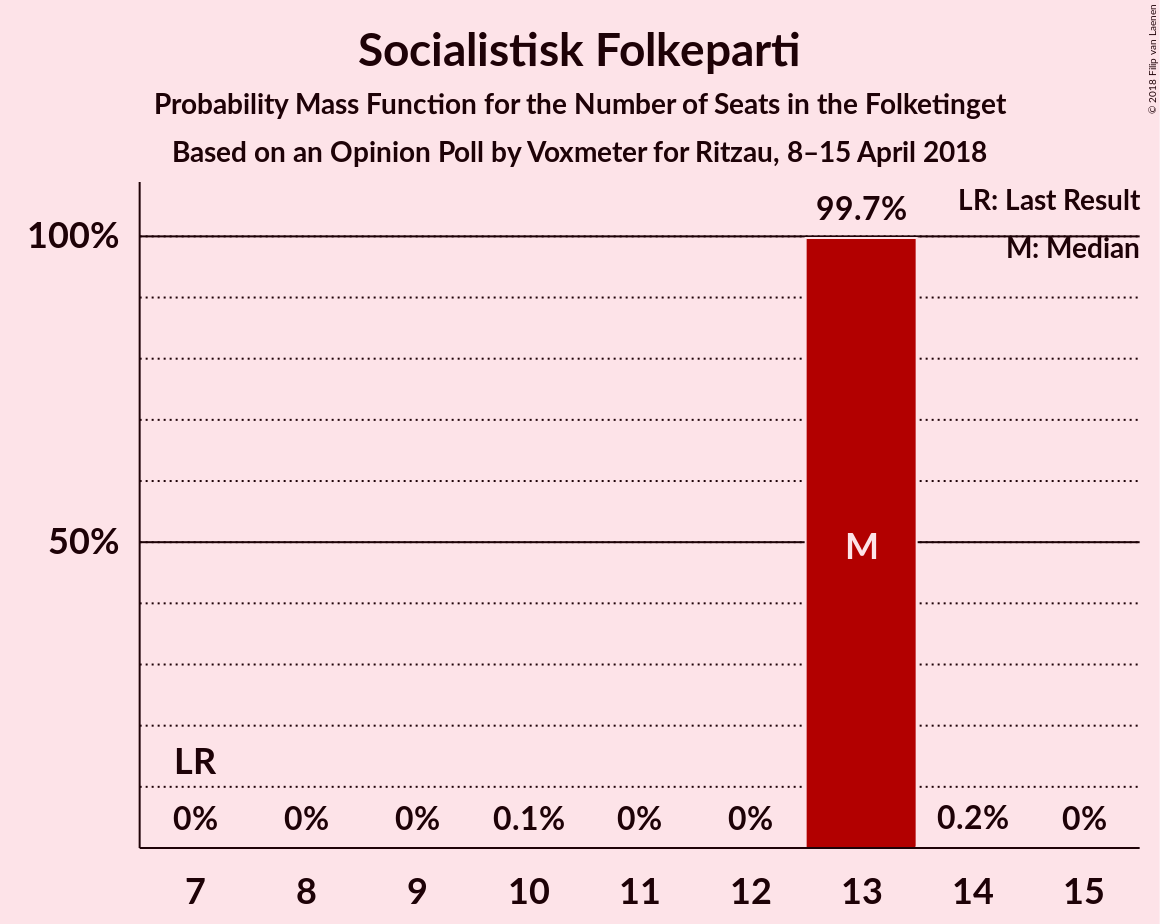 Socialistisk Folkeparti
Probability Mass Function for the Number of Seats in the Folketinget
Based on an Opinion Poll by Voxmeter for Ritzau, 8–15 April 2018
© 2018 Filip van Laenen
LR: Last Result
M: Median
99.7%
100%
50%
M
LR
0% 0% 0% 0.1% 0% 0% 0.2% 0%
7 8 9 10 11 12 13 14 15